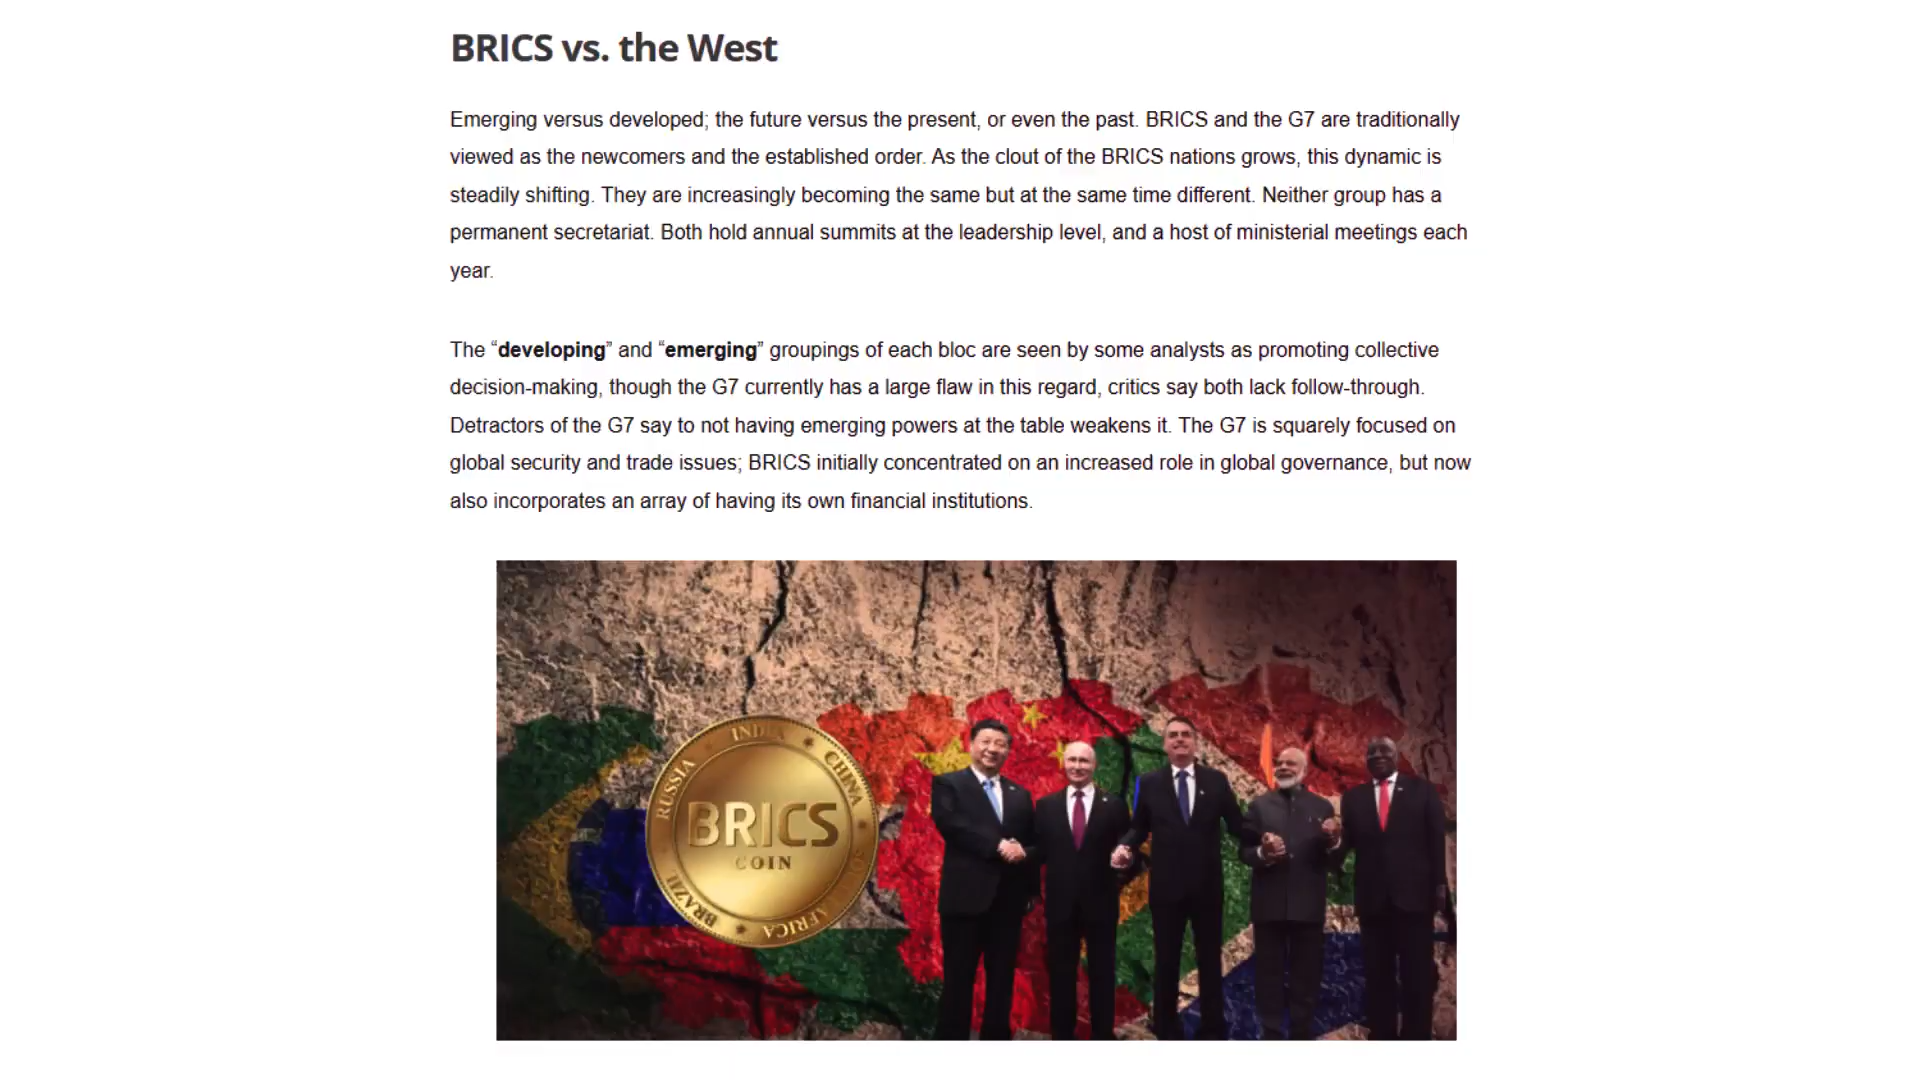 BRICS vs. the West
Emerging versus developed; the future versus the present, or even the past. BRICS and the G7 are traditionally
viewed as the newcomers and the established order. As the clout of the BRICS nations grows, this dynamic is
steadily shifting. They are increasingly becoming the same but at the same time different. Neither group has a
permanent secretariat. Both hold annual summits at the leadership level, and a host of ministerial meetings each
year.
The “developing” and “emerging” groupings of each bloc are seen by some analysts as promoting collective
decision-making, though the G7 currently has a large flaw in this regard, critics say both lack follow-through.
Detractors of the G7 say to not having emerging powers at the table weakens it. The G7 is squarely focused on
global security and trade issues; BRICS initially concentrated on an increased role in global governance, but now
also incorporates an array of having its own financial institutions.
INDIA
RUSSIA
CHINA
BRICS
COIN
BRAZIL
AFRICA